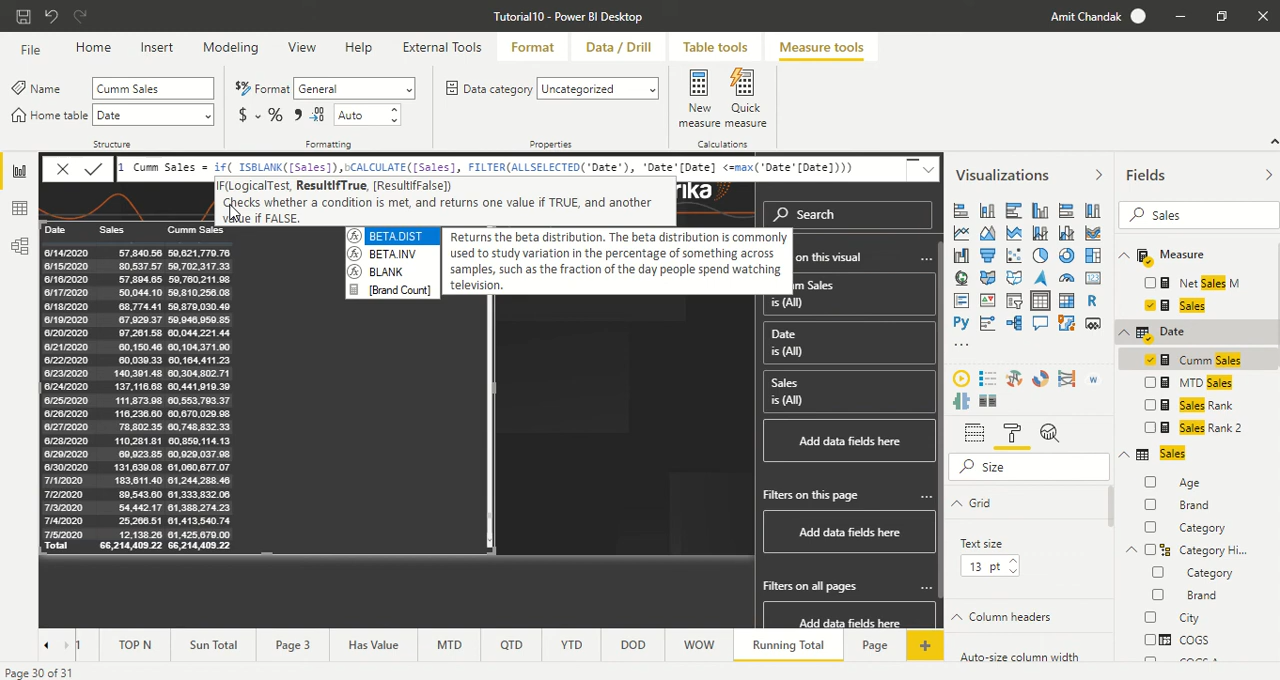 Tutorial10 - Power BI Desktop
Amit Chandak
File
Home
Insert
Modeling
View
Help
External Tools
Format
Data / Drill
Table tools
Measure tools
Name
Cumm Sales
Home table
Date
Structure
Format
General
$
%
Auto
Formatting
Data category
Uncategorized
Properties
New measure
Quick measure
Calculations
1 Cumm Sales = if( ISBLANK([Sales]),bCALCULATE([Sales], FILTER(ALLSELECTED('Date'), 'Date'[Date] <=max('Date'[Date])))
IF(LogicalTest, ResultIfTrue, [ResultIfFalse])
Checks whether a condition is met, and returns one value if TRUE, and another
value if FALSE.
BETA.DIST
BETA.INV
BLANK
[Brand Count]
Returns the beta distribution. The beta distribution is commonly
used to study variation in the percentage of something across
samples, such as the fraction of the day people spend watching
television.
Date Sales Cumm Sales
6/14/2020 57,840.56 59,621,779.76
6/15/2020 80,537.57 59,702,317.33
6/16/2020 57,894.65 59,760,211.98
6/17/2020 50,044.10 59,810,256.08
6/18/2020 68,774.41 59,879,030.49
6/19/2020 67,929.37 59,946,959.85
6/20/2020 97,261.58 60,044,221.44
6/21/2020 60,150.46 60,104,371.90
6/22/2020 60,039.33 60,164,411.23
6/23/2020 140,391.48 60,304,802.71
6/24/2020 137,116.68 60,441,919.39
6/25/2020 111,873.98 60,553,793.37
6/26/2020 116,236.60 60,670,029.98
6/27/2020 78,802.35 60,748,832.33
6/28/2020 110,281.81 60,859,114.13
6/29/2020 69,923.85 60,929,037.98
6/30/2020 131,639.08 61,060,677.07
7/1/2020 183,611.40 61,244,288.46
7/2/2020 89,543.60 61,333,832.06
7/3/2020 54,442.17 61,388,274.23
7/4/2020 25,266.51 61,413,540.74
7/5/2020 12,138.26 61,425,679.00
Total 66,214,409.22 66,214,409.22
Search
on this visual
is (All)
Date
is (All)
Sales
is (All)
Add data fields here
Filters on this page
Add data fields here
Filters on all pages
Add data fields here
Visualizations
Size
Grid
Text size
13 pt
Column headers
Auto-size column width
Fields
Sales
Measure
Net Sales M
Sales
Date
Cumm Sales
MTD Sales
Sales Rank
Sales Rank 2
Sales
Age
Brand
Category
Category Hi...
Category
Brand
City
COGS
TOP N
Sun Total
Page 3
Has Value
MTD
QTD
YTD
DOD
WOW
Running Total
Page
Page 30 of 31